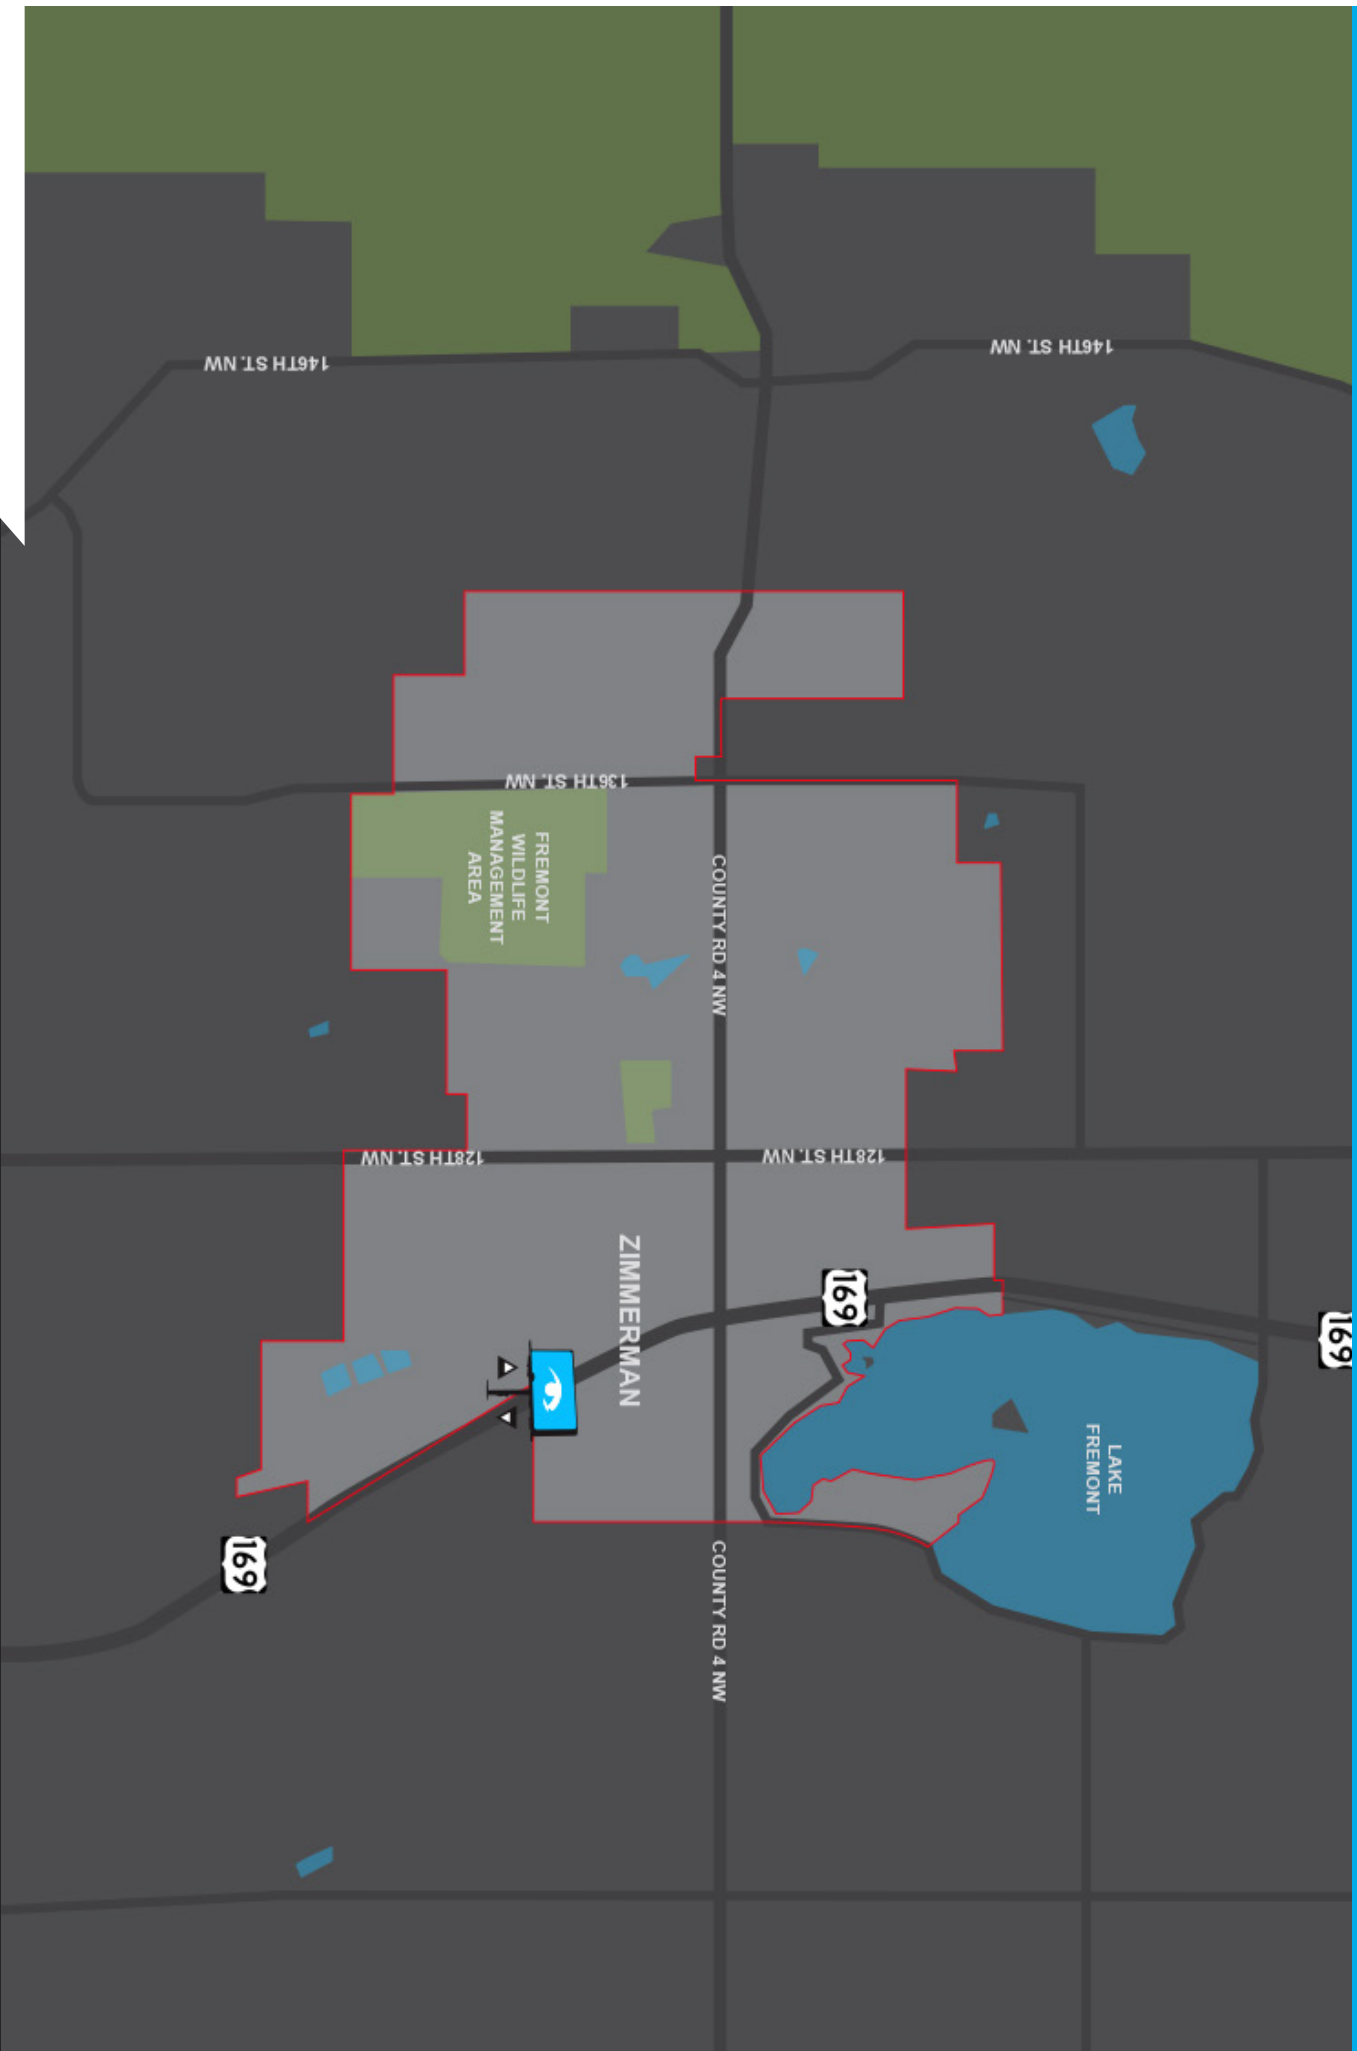 169
LAKE
FREMONT
146TH ST. NW
169
128TH ST. NW
COUNTY RD 4 NW
COUNTY RD 4 NW
ZIMMERMAN
136TH ST. NW
FREMONT
WILDLIFE
MANAGEMENT
AREA
128TH ST. NW
146TH ST. NW
169